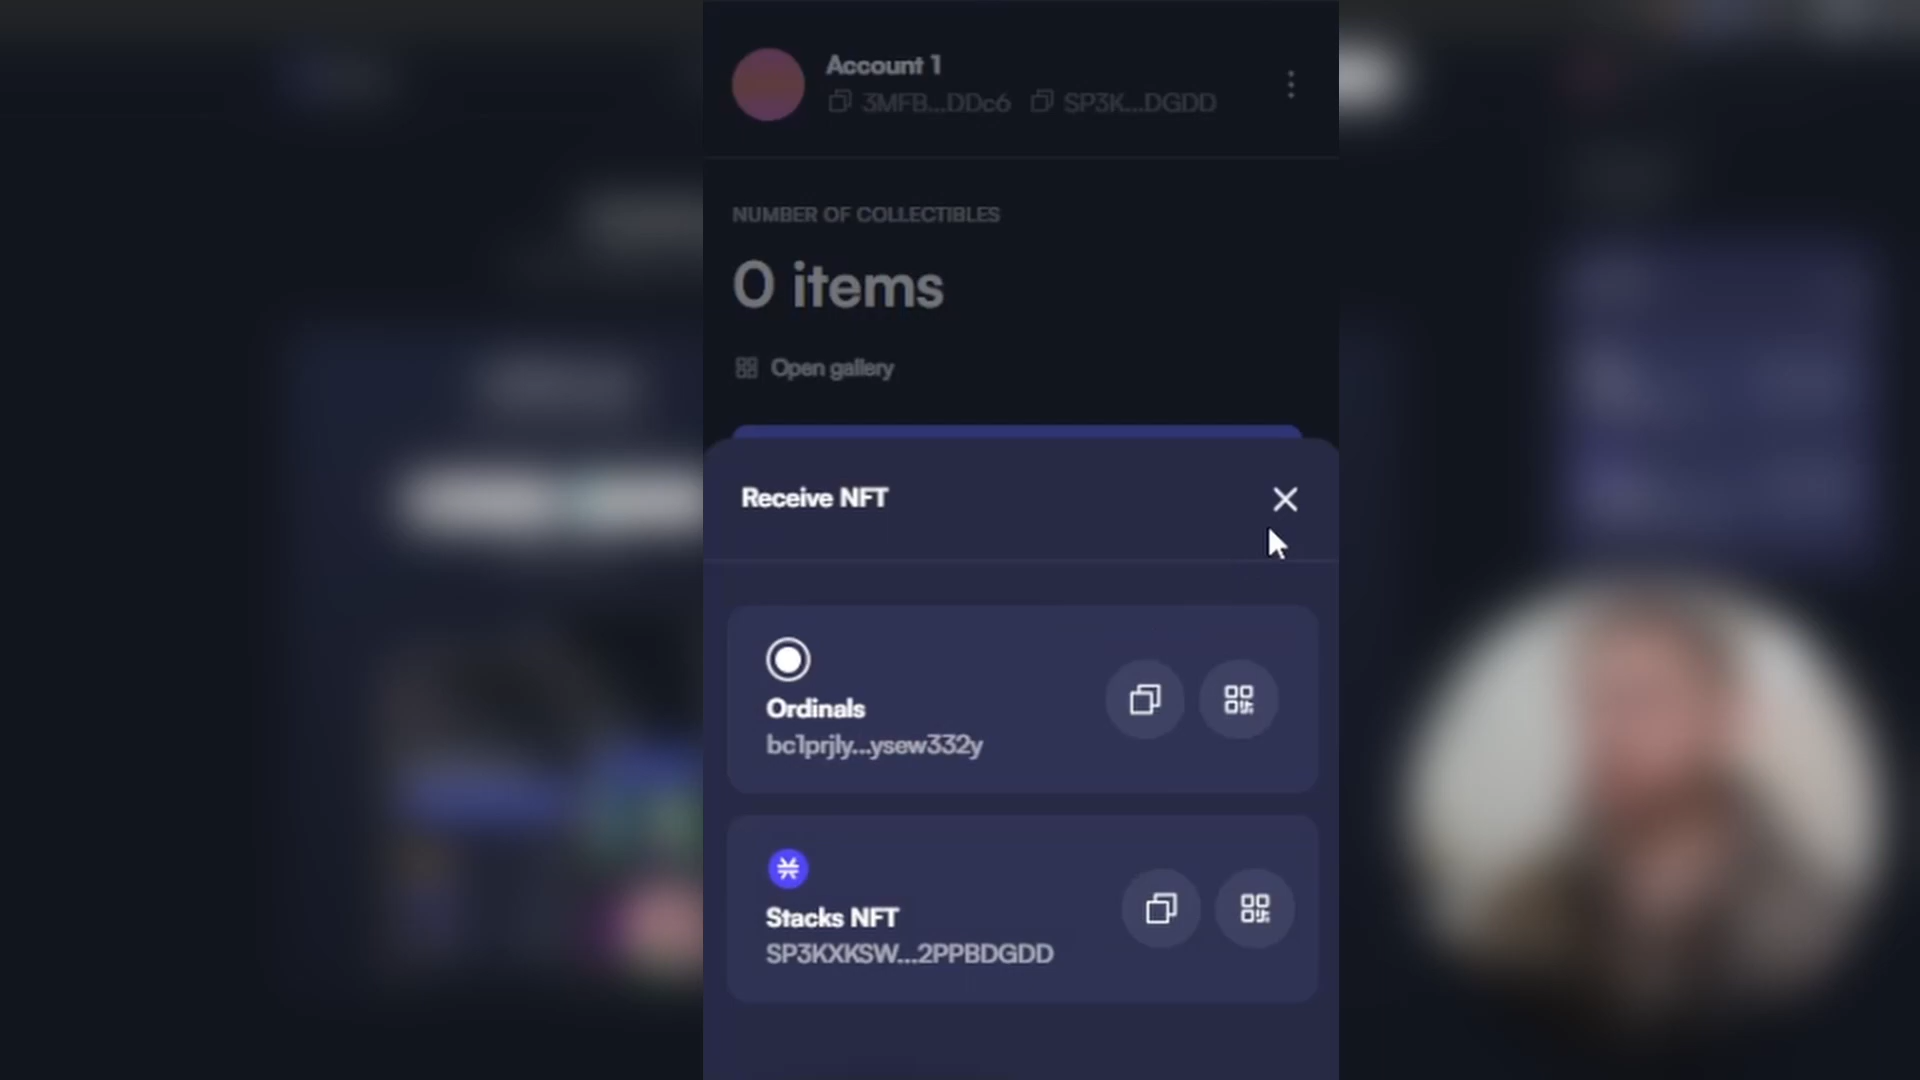 Account 1
3MFB...DDc6 SP3K...DGDD
NUMBER OF COLLECTIBLES
0 items
Open gallery
Receive NFT
Ordinals
bc1prjly...ysew332y
Stacks NFT
SP3KXKSW...2PPBDGDD